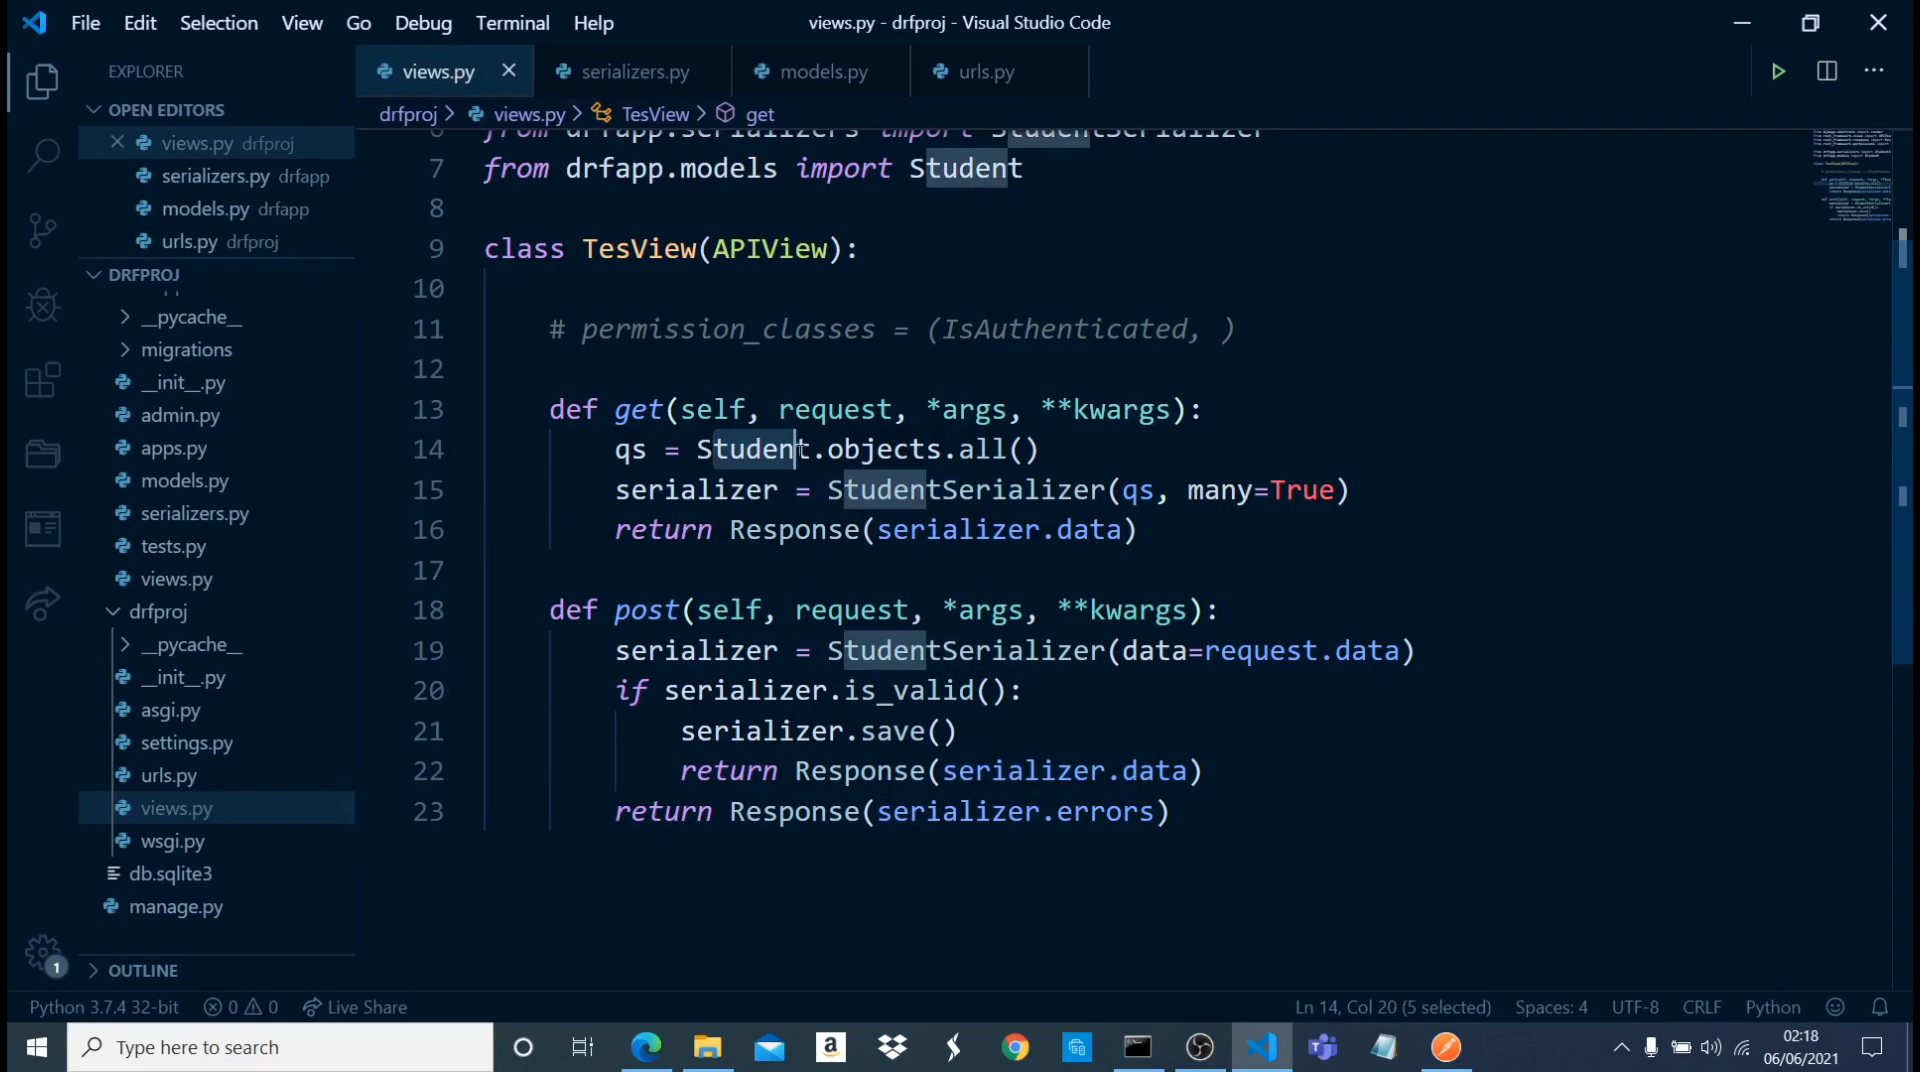 File Edit Selection View Go Debug Terminal Help views.py - drfproj - Visual Studio Code
EXPLORER
views.py serializers.py models.py urls.py
OPEN EDITORS
drfproj > views.py > TesView > get
views.py drfproj
serializers.py drfapp
models.py drfapp
urls.py drfproj
DRFPROJ
__pycache__
migrations
__init__.py
admin.py
apps.py
models.py
serializers.py
tests.py
views.py
drfproj
__pycache__
__init__.py
asgi.py
settings.py
urls.py
views.py
wsgi.py
db.sqlite3
manage.py
OUTLINE
6 from drfapp.serializers import StudentSerializer
7 from drfapp.models import Student
8
9 class TesView(APIView):
10
11 # permission_classes = (IsAuthenticated, )
12
13 def get(self, request, *args, **kwargs):
14 qs = Student.objects.all()
15 serializer = StudentSerializer(qs, many=True)
16 return Response(serializer.data)
17
18 def post(self, request, *args, **kwargs):
19 serializer = StudentSerializer(data=request.data)
20 if serializer.is_valid():
21 serializer.save()
22 return Response(serializer.data)
23 return Response(serializer.errors)
1
Python 3.7.4 32-bit 0 0 Live Share Ln 14, Col 20 (5 selected) Spaces: 4 UTF-8 CRLF Python
Type here to search
a
02:18
06/06/2021